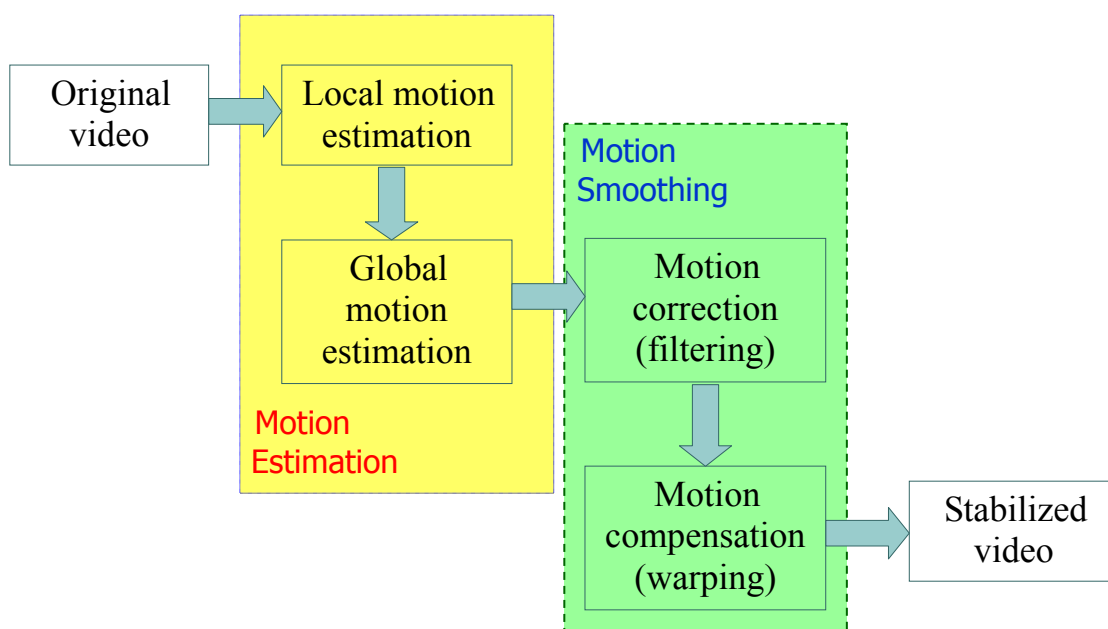 Original
video
Local motion
estimation
Global
motion
estimation
Motion
Estimation
Motion
Smoothing
Motion
correction
(filtering)
Motion
compensation
(warping)
Stabilized
video